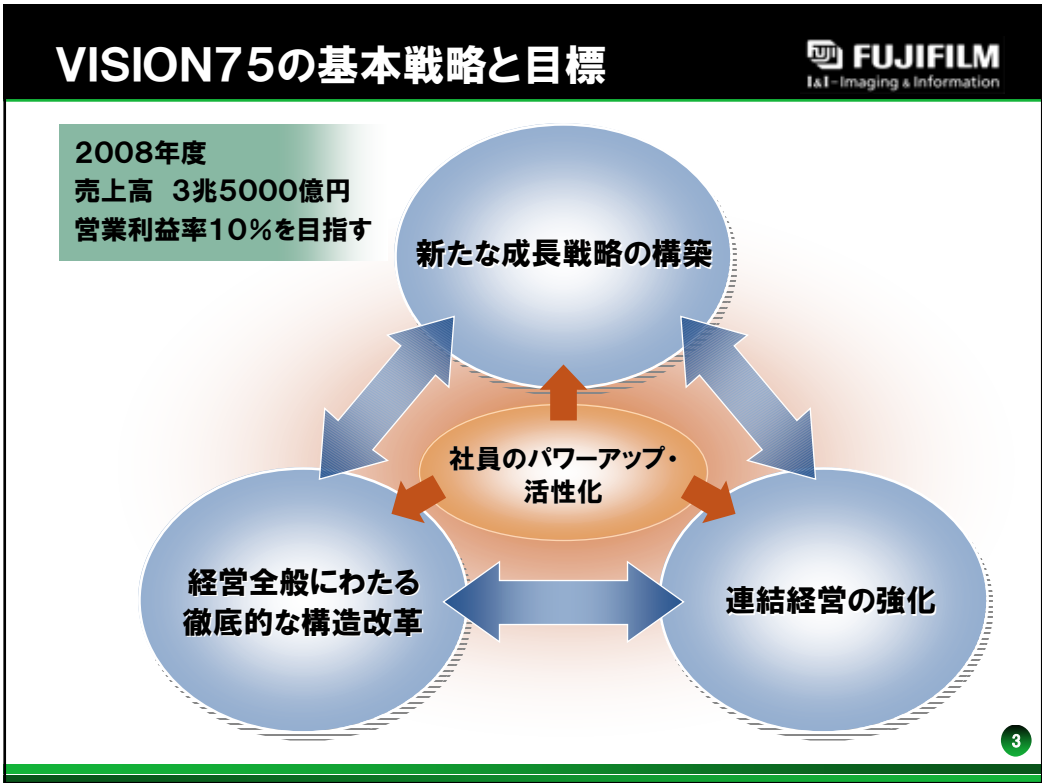 VISION75の基本戦略と目標
FUJI FUJIFILM
I&I-Imaging & Information
2008年度
売上高 3兆5000億円
営業利益率10%を目指す
新たな成長戦略の構築
社員のパワーアップ・
活性化
経営全般にわたる
徹底的な構造改革
連結経営の強化
3